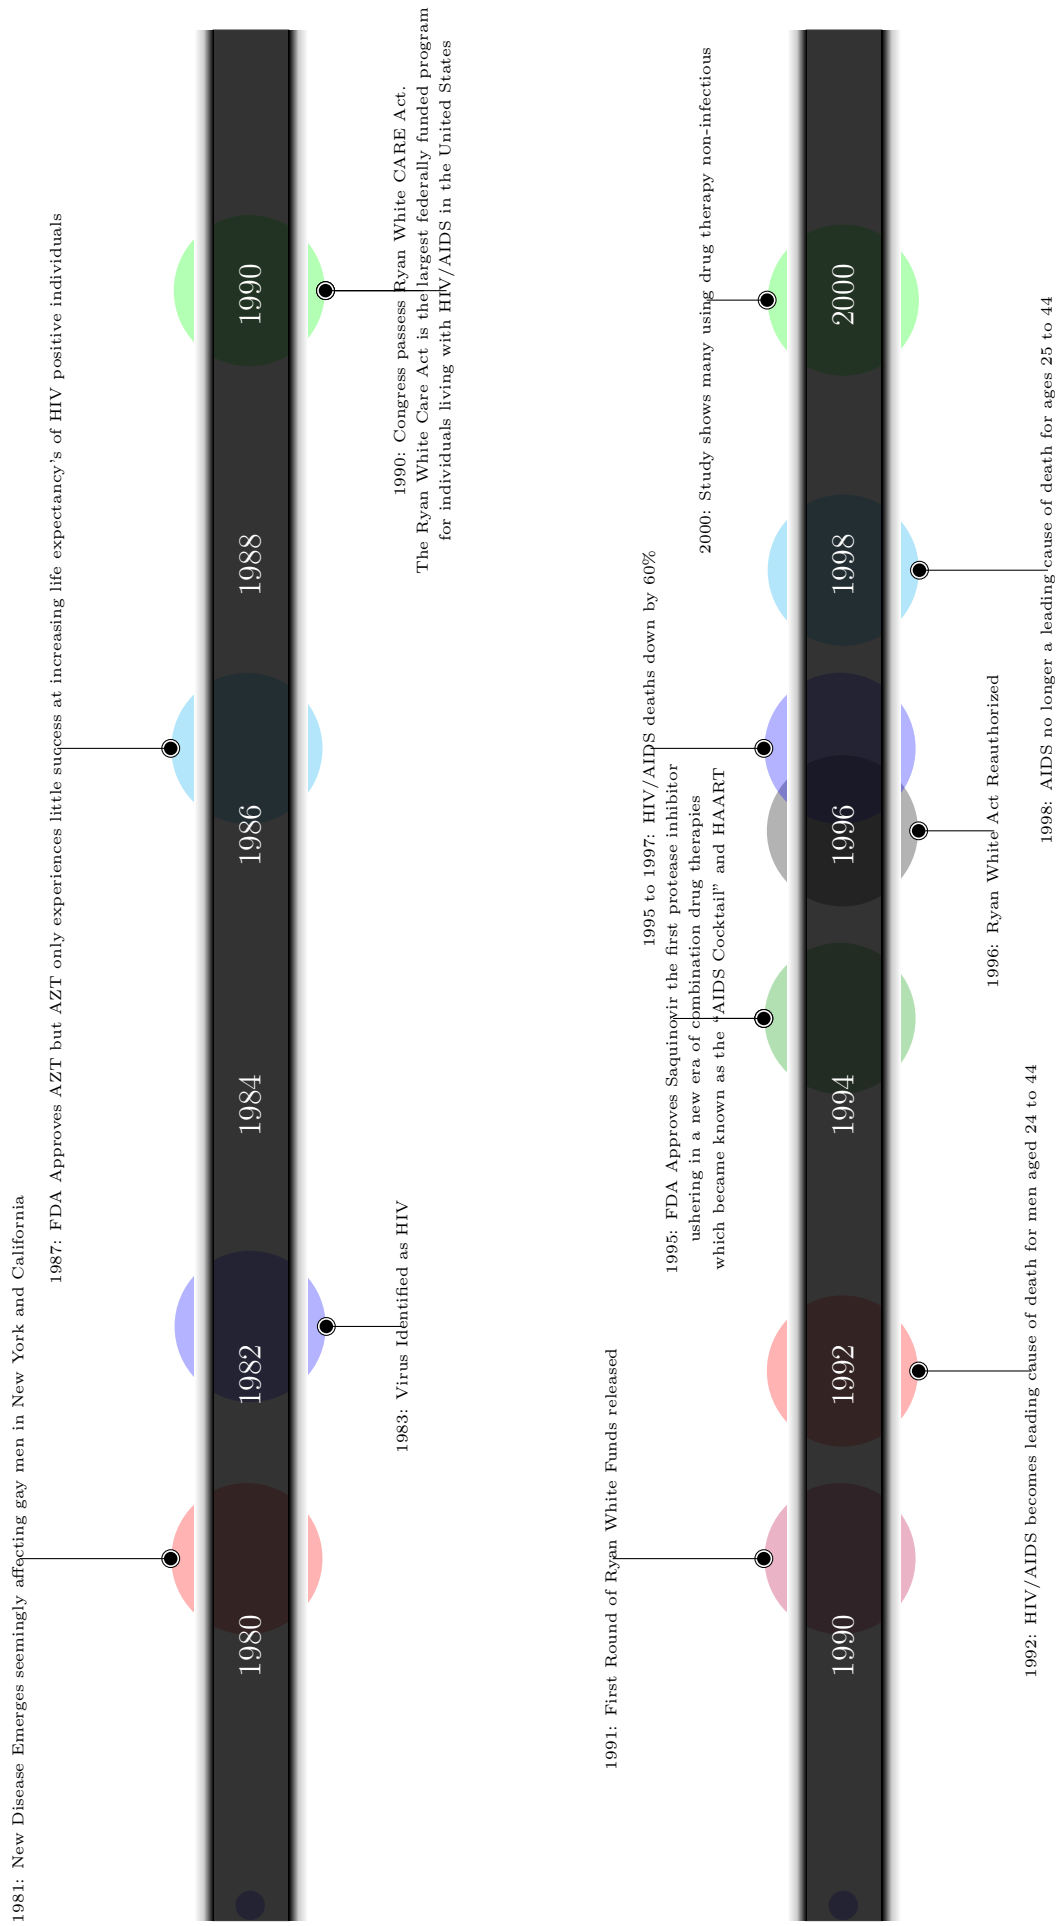 1981: New Disease Emerges seemingly affecting gay men in New York and California
1987: FDA Approves AZT but AZT only experiences little success at increasing life expectancy's of HIV positive individuals
1980
1982
1984
1986
1988
1990
1983: Virus Identified as HIV
1990: Congress passess Ryan White CARE Act.
The Ryan White Care Act is the largest federally funded program
for individuals living with HIV/AIDS in the United States
1991: First Round of Ryan White Funds released
1995 to 1997: HIV/AIDS deaths down by 60%
1995: FDA Approves Saquinovir the first protease inhibitor
ushering in a new era of combination drug therapies
which became known as the “AIDS Cocktail” and HAART
2000: Study shows many using drug therapy non-infectious
1990
1992
1994
1996
1998
2000
1996: Ryan White Act Reauthorized
1992: HIV/AIDS becomes leading cause of death for men aged 24 to 44
1998: AIDS no longer a leading cause of death for ages 25 to 44